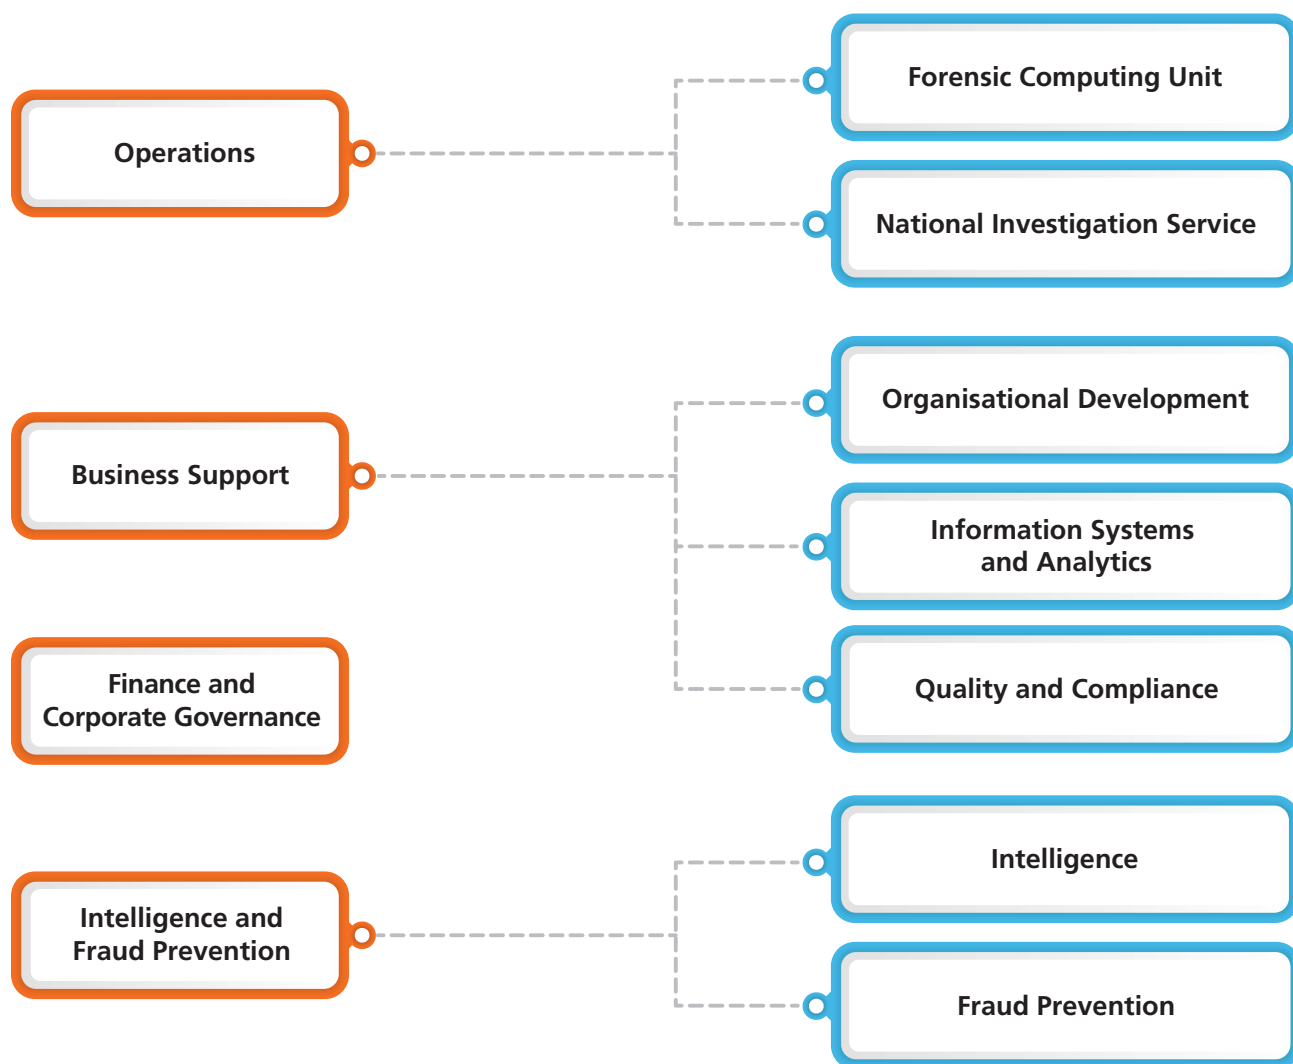 Operations
Forensic Computing Unit
National Investigation Service
Business Support
Organisational Development
Information Systems
and Analytics
Quality and Compliance
Finance and
Corporate Governance
Intelligence and
Fraud Prevention
Intelligence
Fraud Prevention